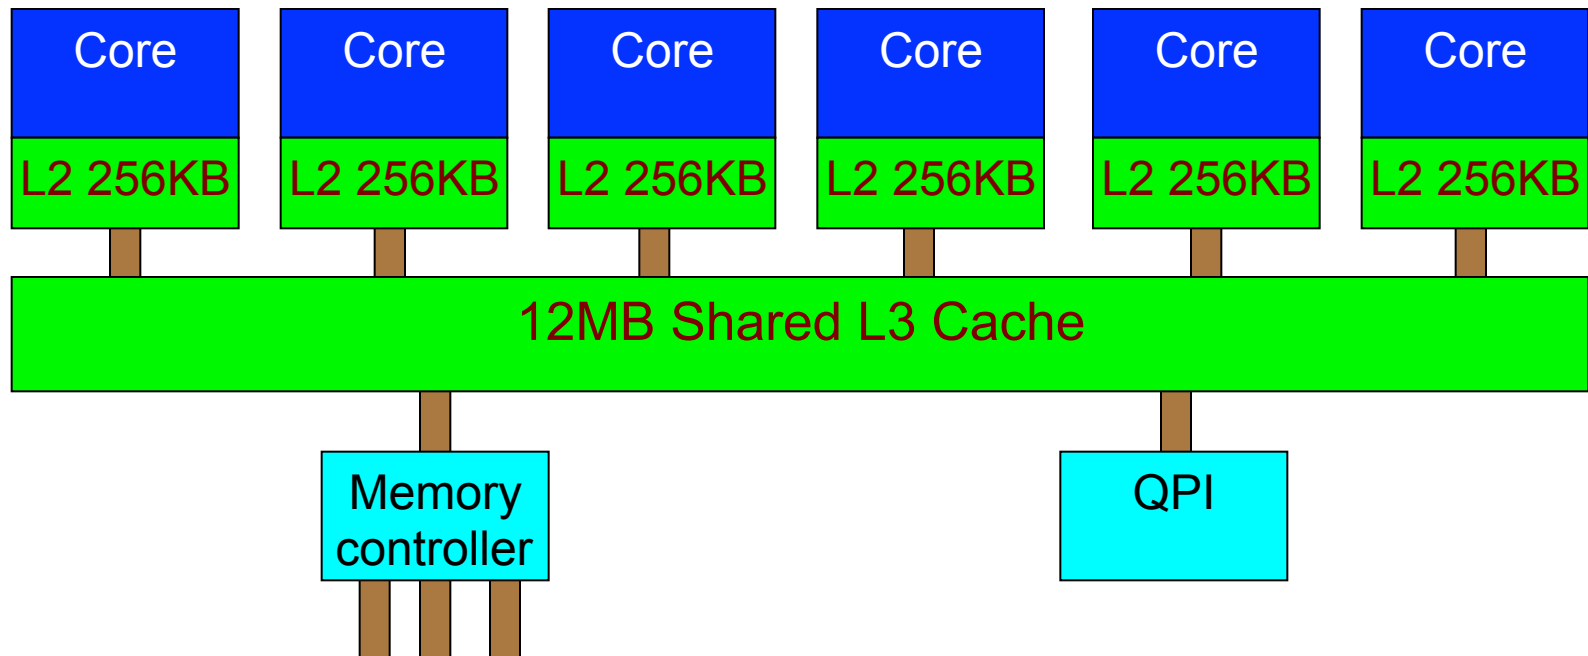 Core
Core
Core
Core
Core
Core
L2 256KB
L2 256KB
L2 256KB
L2 256KB
L2 256KB
L2 256KB
12MB Shared L3 Cache
Memory
controller
QPI